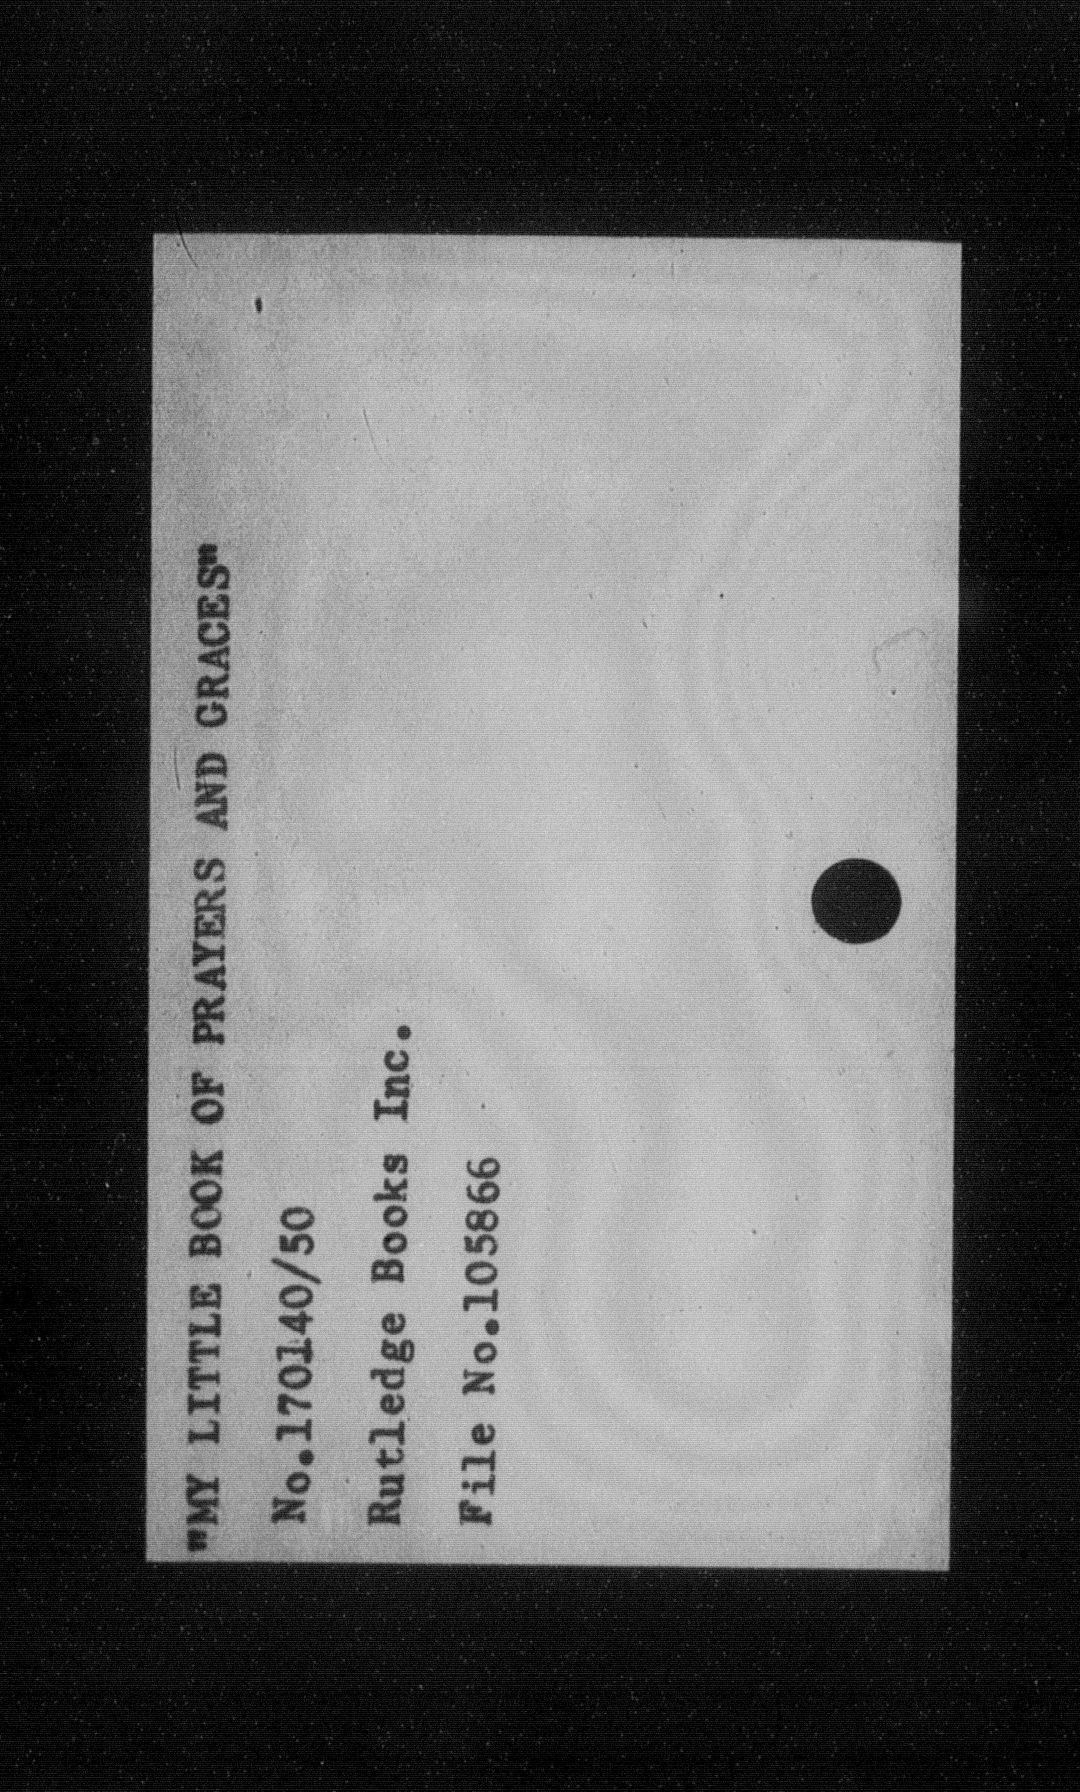 "MY LITTLE BOOK OF PRAYERS AND GRACES"
No.170140/50
Rutledge Books Inc.
File No.105866